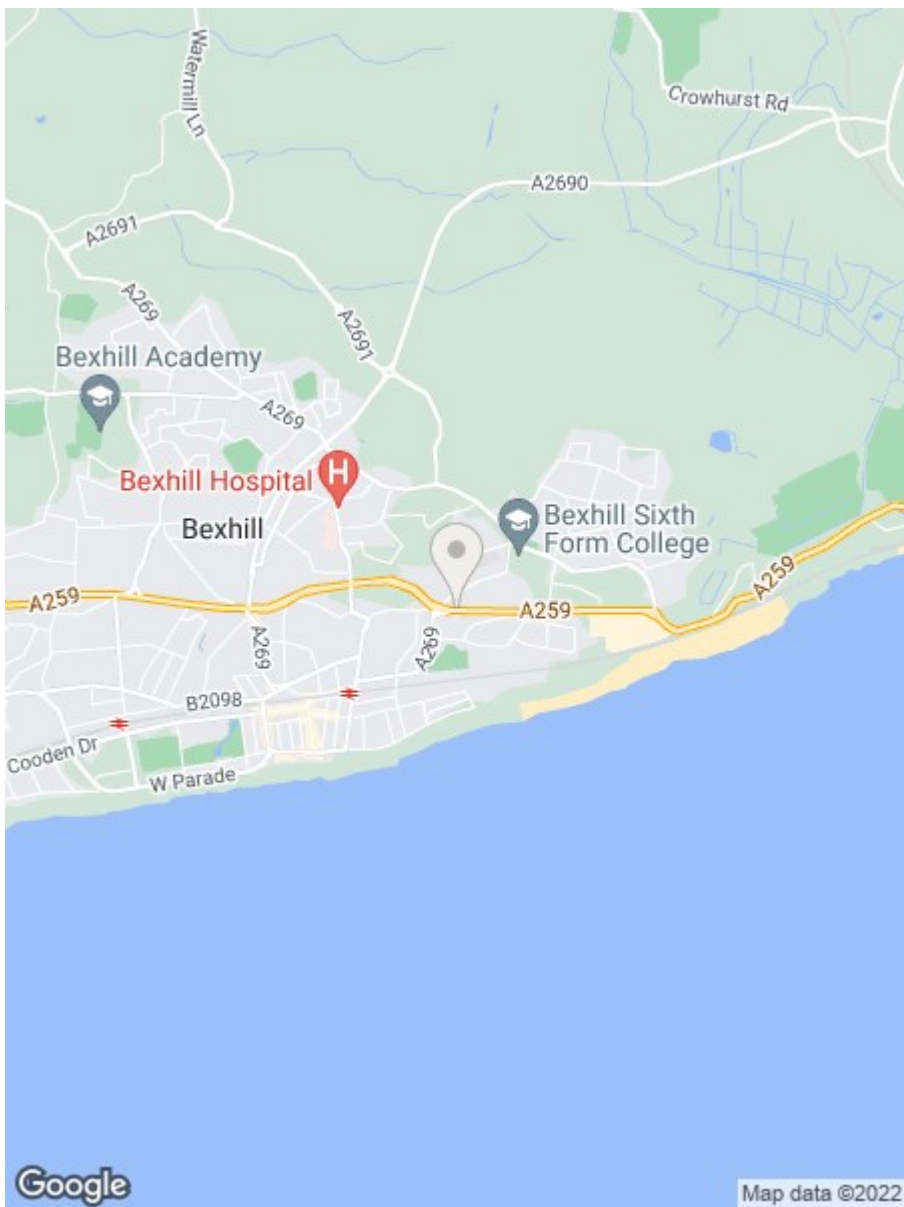 Watermill Ln
Crowhurst Rd
A2690
A2691
A269
A2691
Bexhill Academy
A269
Bexhill Hospital
H
Bexhill
Bexhill Sixth
Form College
A259
A259
A259
A269
A269
B2098
Cooden Dr
W Parade
Google
Map data ©2022